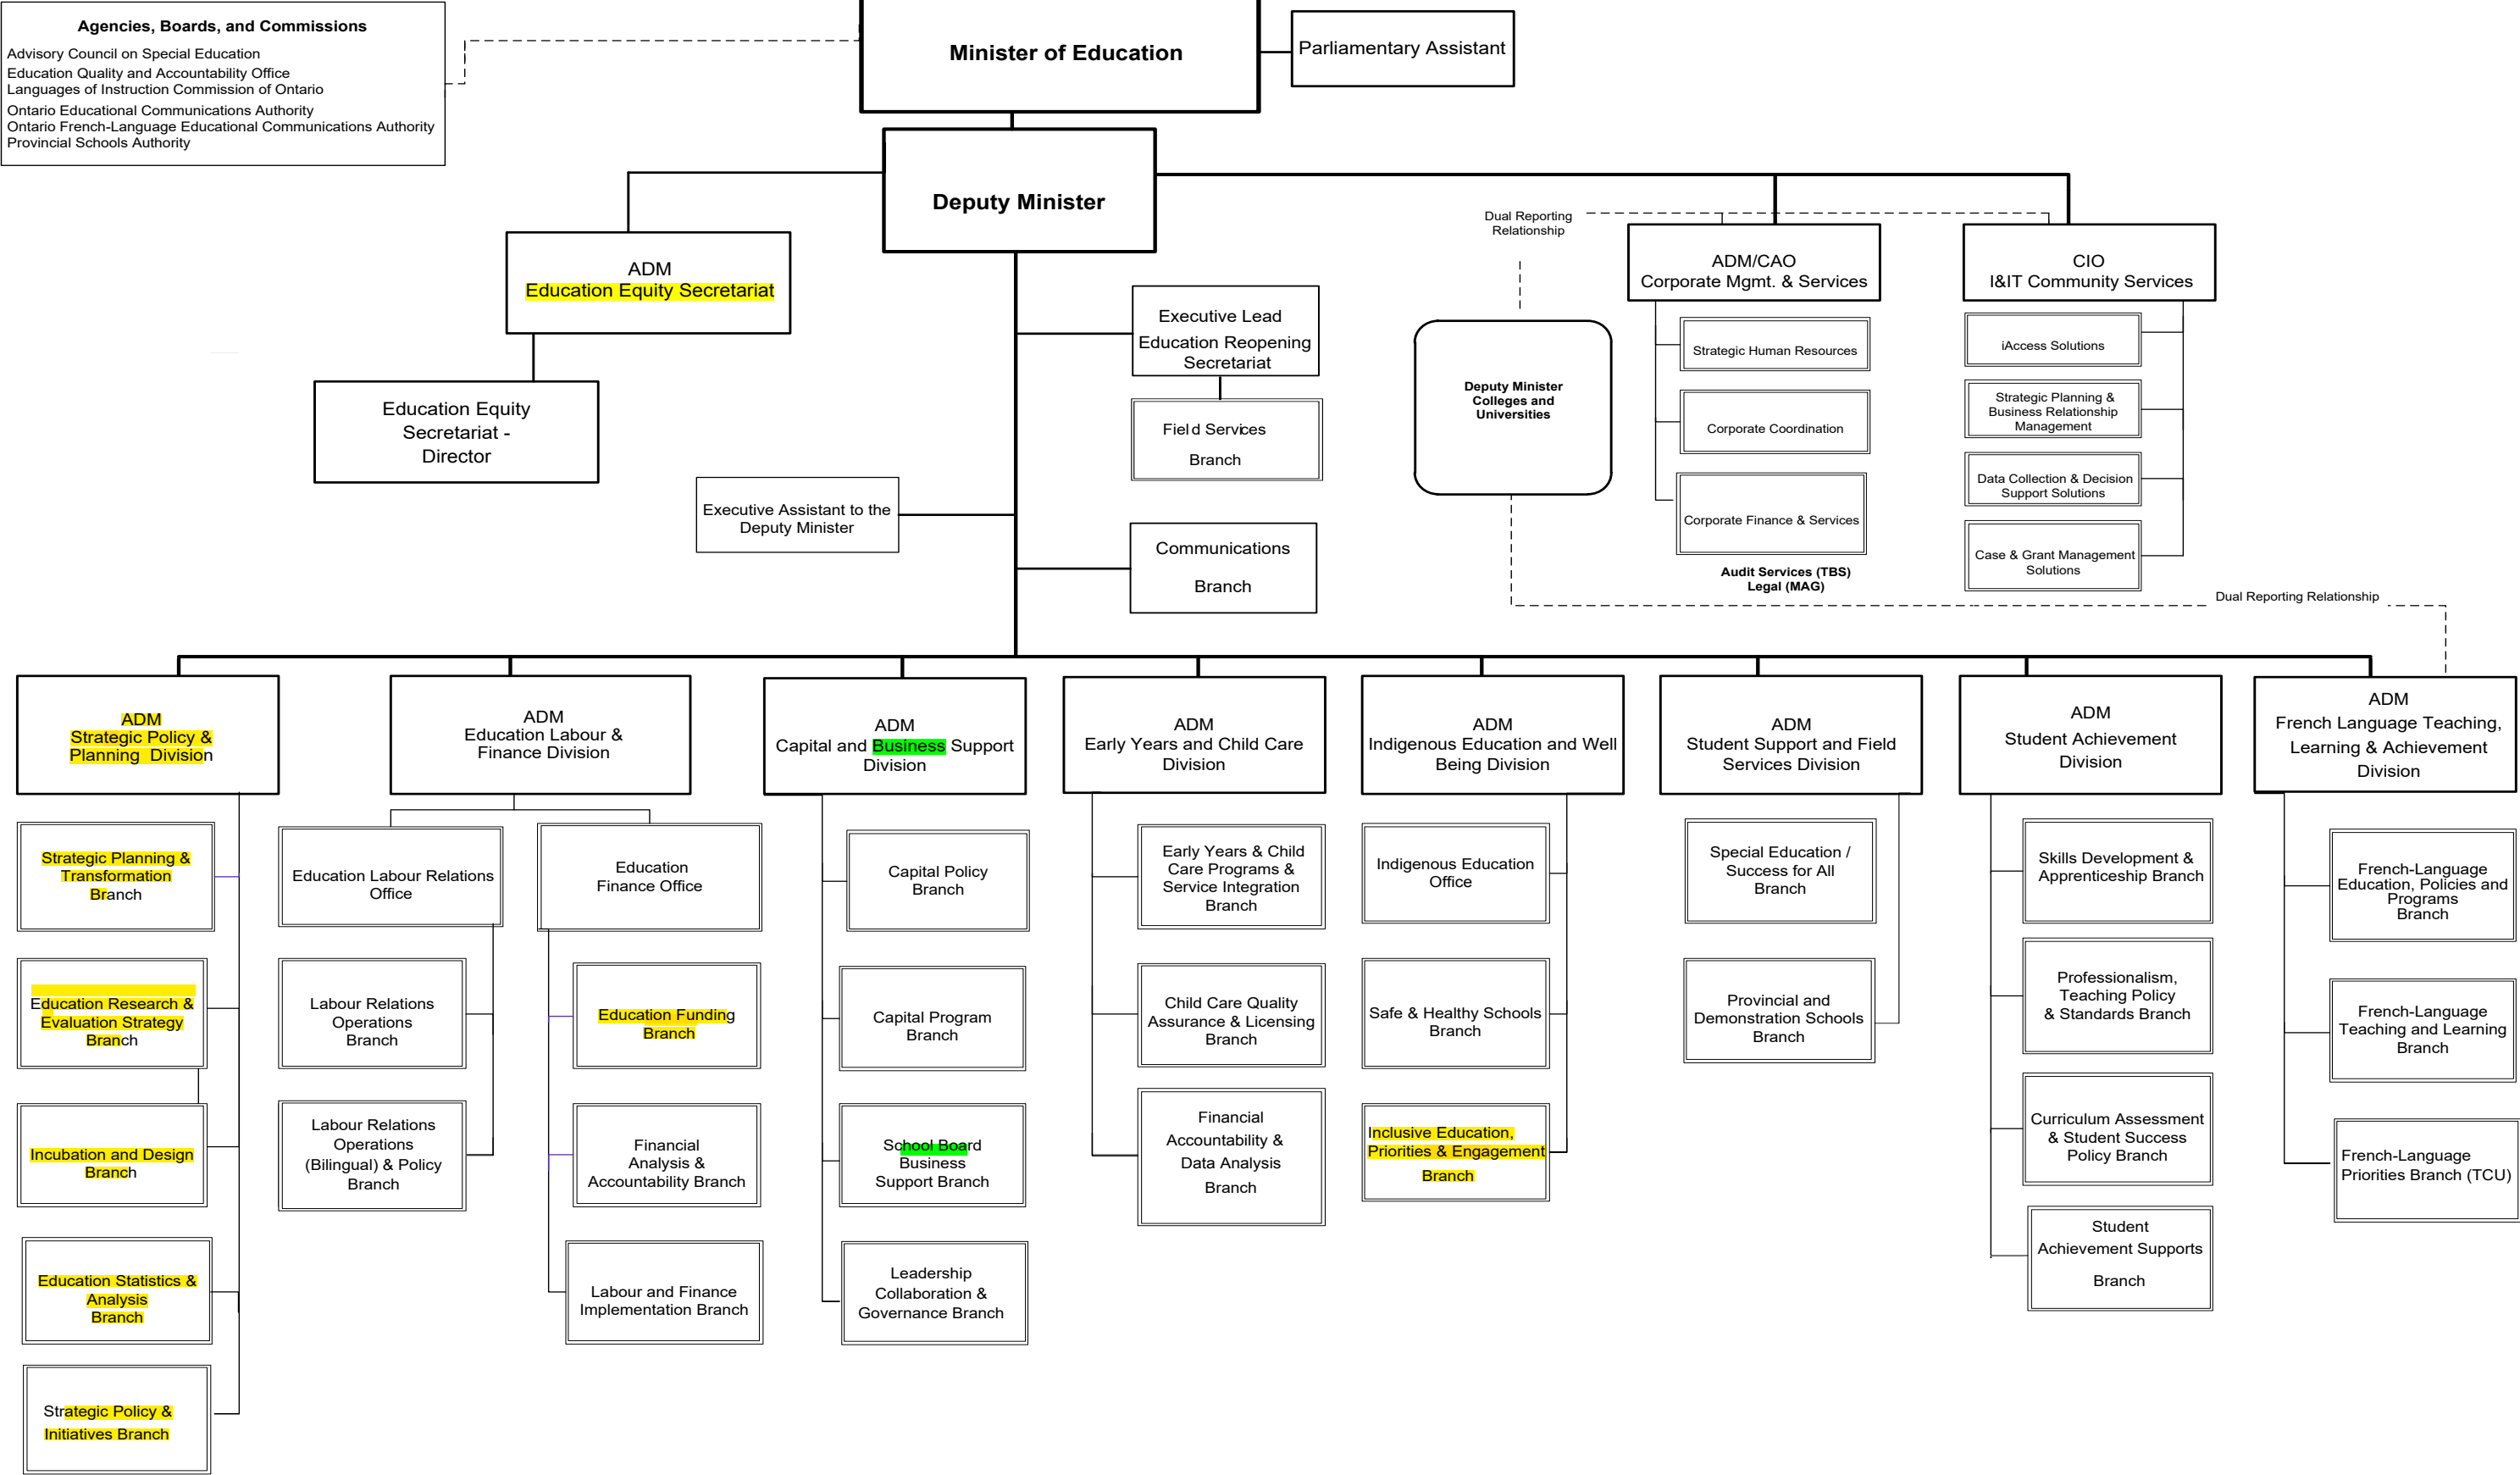 Agencies, Boards, and Commissions
Advisory Council on Special Education
Education Quality and Accountability Office
Languages of Instruction Commission of Ontario
Ontario Educational Communications Authority
Ontario French-Language Educational Communications Authority
Provincial Schools Authority
Minister of Education
Parliamentary Assistant
Deputy Minister
ADM
Education Equity Secretariat
Education Equity
Secretariat -
Director
Executive Lead
Education Reopening
Secretariat
Field Services
Branch
Executive Assistant to the
Deputy Minister
Communications
Branch
Dual Reporting
Relationship
Deputy Minister
Colleges and
Universities
ADM/CAO
Corporate Mgmt. & Services
Strategic Human Resources
Corporate Coordination
Corporate Finance & Services
Audit Services (TBS)
Legal (MAG)
CIO
I&IT Community Services
iAccess Solutions
Strategic Planning &
Business Relationship
Management
Data Collection & Decision
Support Solutions
Case & Grant Management
Solutions
Dual Reporting Relationship
ADM
Strategic Policy &
Planning Division
Strategic Planning &
Transformation
Branch
Education Research &
Evaluation Strategy
Branch
Incubation and Design
Branch
Education Statistics &
Analysis
Branch
Strategic Policy &
Initiatives Branch
ADM
Education Labour &
Finance Division
Education Labour Relations
Office
Labour Relations
Operations
Branch
Labour Relations
Operations
(Bilingual) & Policy
Branch
Education
Finance Office
Education Funding
Branch
Financial
Analysis &
Accountability Branch
Labour and Finance
Implementation Branch
ADM
Capital and Business Support
Division
Capital Policy
Branch
Capital Program
Branch
School Board
Business
Support Branch
Leadership
Collaboration &
Governance Branch
ADM
Early Years and Child Care
Division
Early Years & Child
Care Programs &
Service Integration
Branch
Child Care Quality
Assurance & Licensing
Branch
Financial
Accountability &
Data Analysis
Branch
ADM
Indigenous Education and Well
Being Division
Indigenous Education
Office
Safe & Healthy Schools
Branch
Inclusive Education,
Priorities & Engagement
Branch
ADM
Student Support and Field
Services Division
Special Education /
Success for All
Branch
Provincial and
Demonstration Schools
Branch
ADM
Student Achievement
Division
Skills Development &
Apprenticeship Branch
Professionalism,
Teaching Policy
& Standards Branch
Curriculum Assessment
& Student Success
Policy Branch
Student
Achievement Supports
Branch
ADM
French Language Teaching,
Learning & Achievement
Division
French-Language
Education, Policies and
Programs
Branch
French-Language
Teaching and Learning
Branch
French-Language
Priorities Branch (TCU)